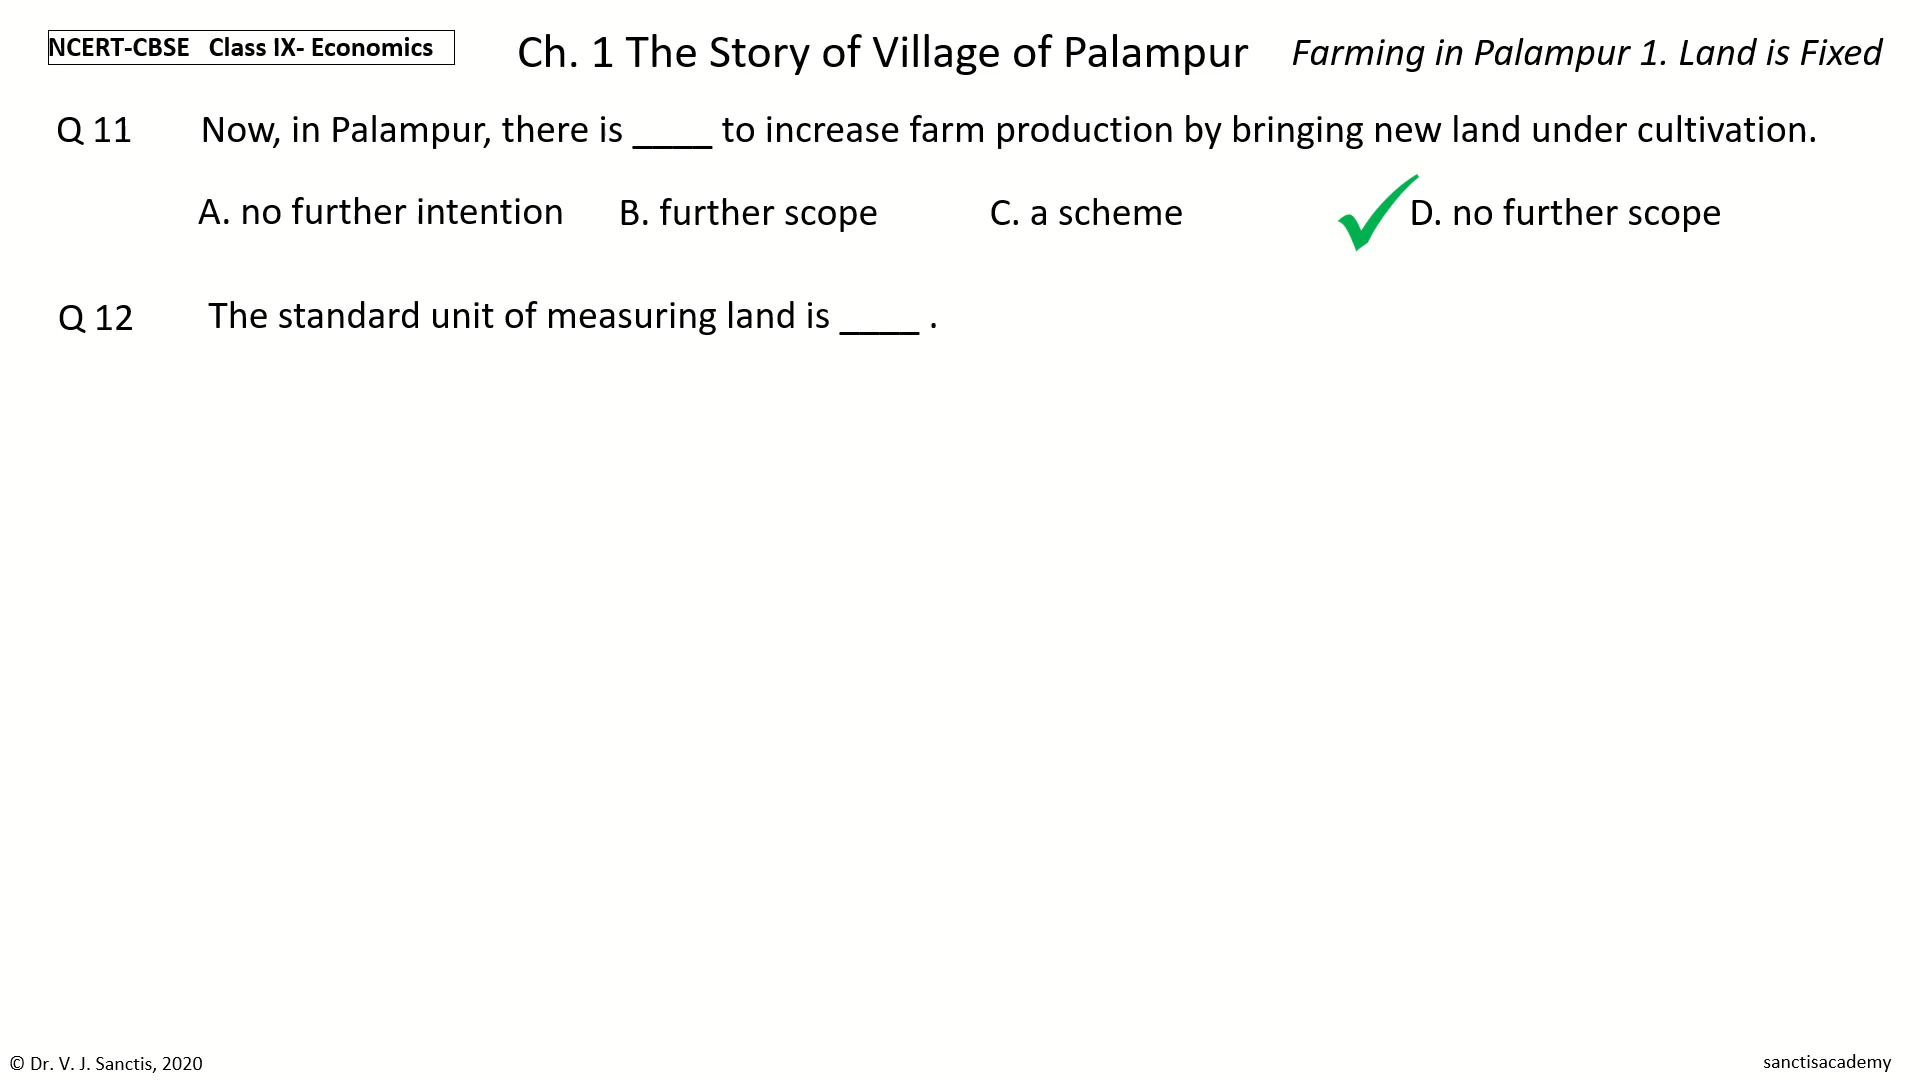 NCERT-CBSE Class IX- Economics
Ch. 1 The Story of Village of Palampur
Farming in Palampur 1. Land is Fixed
Q 11 Now, in Palampur, there is ____ to increase farm production by bringing new land under cultivation.
A. no further intention B. further scope C. a scheme D. no further scope
Q 12 The standard unit of measuring land is ____ .
© Dr. V. J. Sanctis, 2020
sanctisacademy